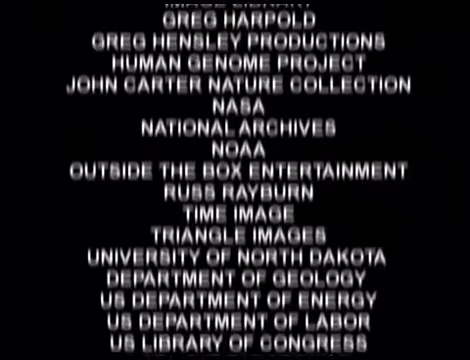 IMAGE LIBRARY
GREG HARPOLD
GREG HENSLEY PRODUCTIONS
HUMAN GENOME PROJECT
JOHN CARTER NATURE COLLECTION
NASA
NATIONAL ARCHIVES
NOAA
OUTSIDE THE BOX ENTERTAINMENT
RUSS RAYBURN
TIME IMAGE
TRIANGLE IMAGES
UNIVERSITY OF NORTH DAKOTA
DEPARTMENT OF GEOLOGY
US DEPARTMENT OF ENERGY
US DEPARTMENT OF LABOR
US LIBRARY OF CONGRESS